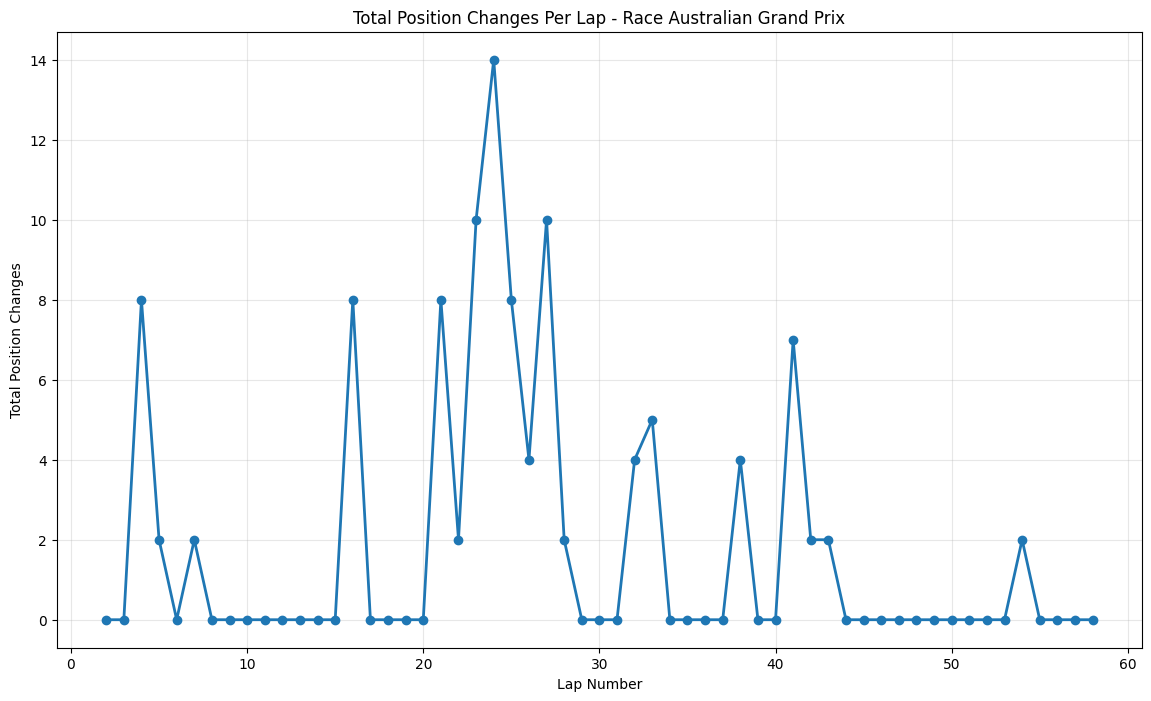 Total Position Changes Per Lap - Race Australian Grand Prix
14
12
10
8
6
4
2
0
Total Position Changes
0 10 20 30 40 50 60
Lap Number